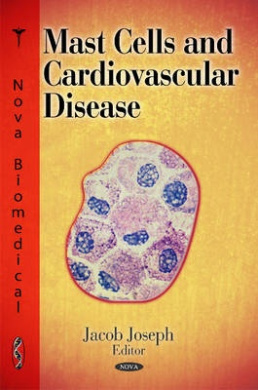 Mast Cells and
Cardiovascular
Disease
Nova Biomedical
Jacob Joseph
Editor
NOVA